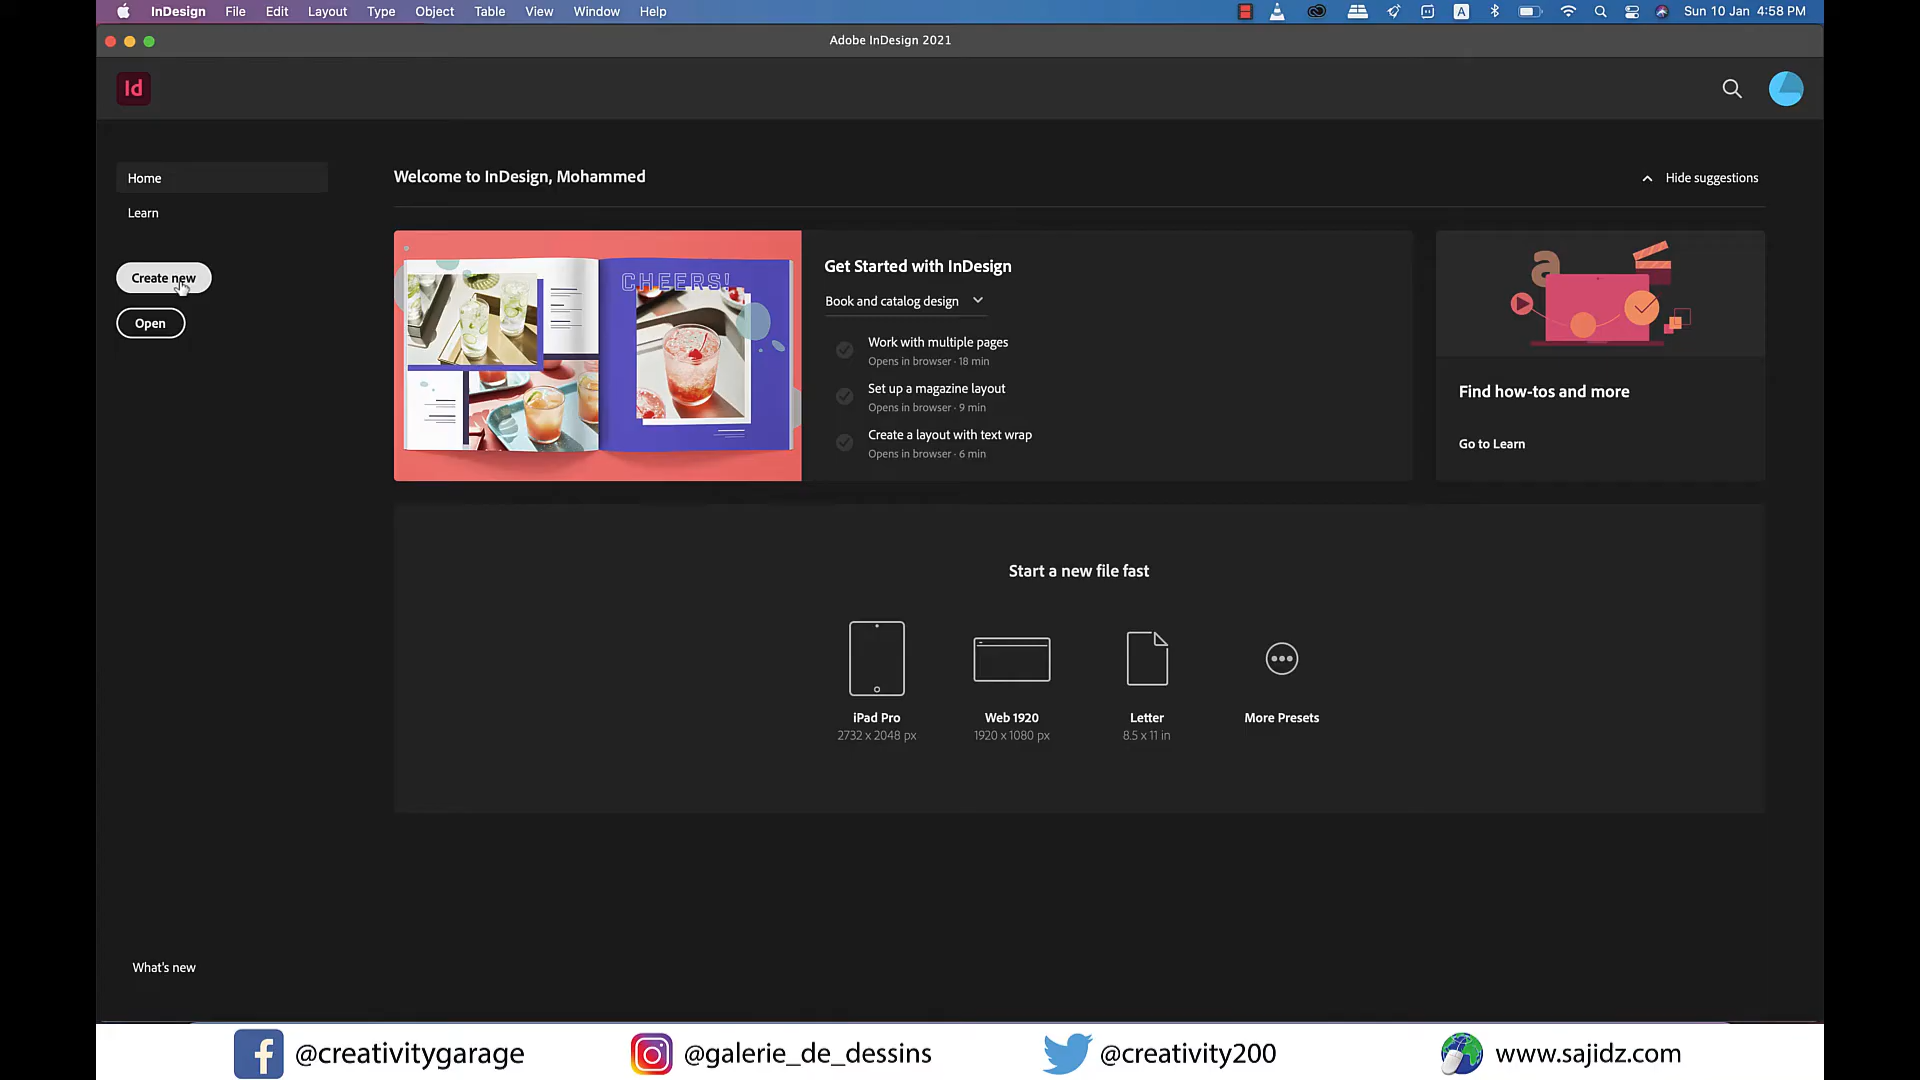 InDesign File Edit Layout Type Object Table View Window Help
A
Sun 10 Jan 4:58 PM
Adobe InDesign 2021
Id
Home
Learn
Create new
Open
What's new
Welcome to InDesign, Mohammed
Hide suggestions
CHEERS!
Get Started with InDesign
Book and catalog design
Work with multiple pages
Opens in browser · 18 min
Set up a magazine layout
Opens in browser · 9 min
Create a layout with text wrap
Opens in browser · 6 min
a
Find how-tos and more
Go to Learn
Start a new file fast
iPad Pro
2732 x 2048 px
Web 1920
1920 x 1080 px
Letter
8.5 x 11 in
More Presets
@creativitygarage
@galerie_de_dessins
@creativity200
www.sajidz.com